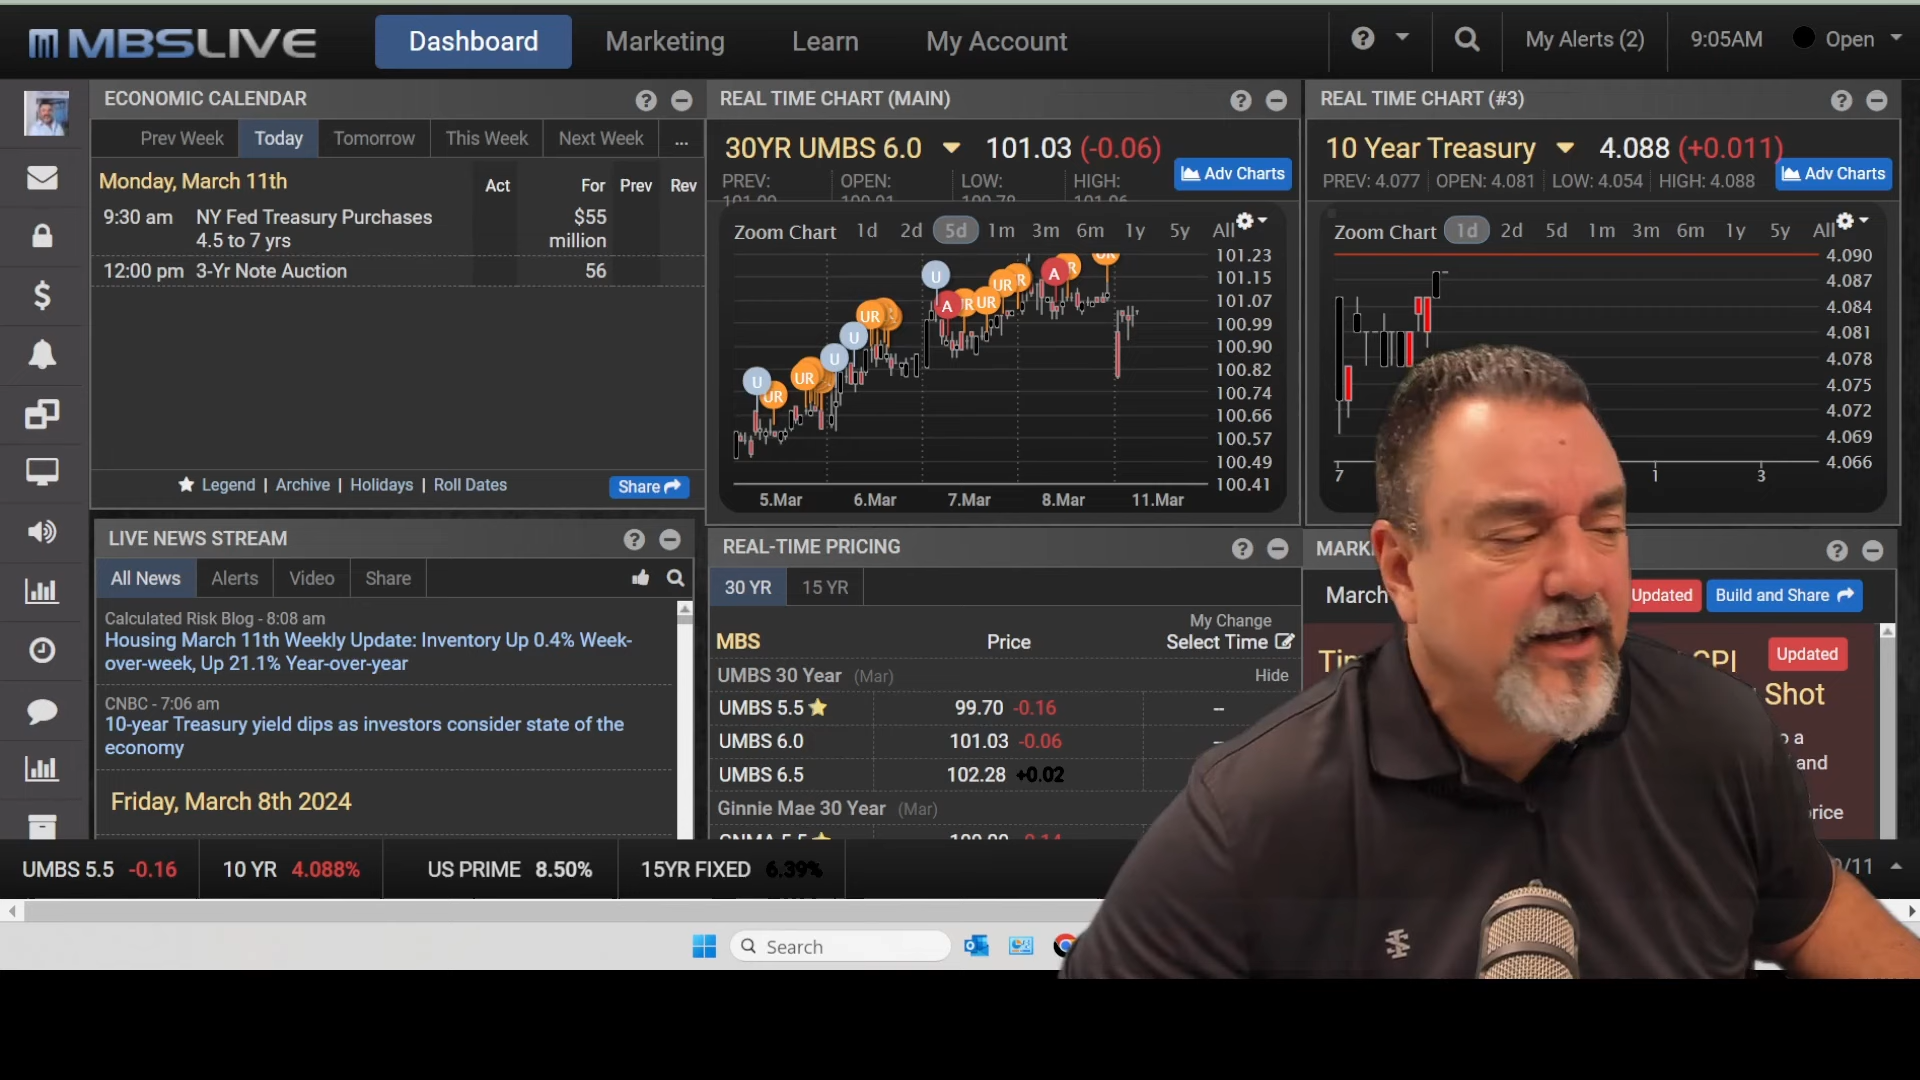 MBSLIVE
Dashboard
Marketing
Learn
My Account
My Alerts (2)
9:05AM
Open
ECONOMIC CALENDAR
Prev Week
Today
Tomorrow
This Week
Next Week
...
Monday, March 11th
Act
For
Prev
Rev
9:30 am
NY Fed Treasury Purchases
$55
4.5 to 7 yrs
million
12:00 pm
3-Yr Note Auction
56
Legend | Archive | Holidays | Roll Dates
Share
REAL TIME CHART (MAIN)
30YR UMBS 6.0
101.03 (-0.06)
PREV:
OPEN:
LOW:
HIGH:
Adv Charts
Zoom Chart
1d
2d
5d
1m
3m
6m
1y
5y
All
101.23
101.15
101.07
100.99
100.90
100.82
100.74
100.66
100.57
100.49
100.41
U
UR
UR
U
U
UR
U
A
UR
UR
A
5.Mar
6.Mar
7.Mar
8.Mar
11.Mar
REAL TIME CHART (#3)
10 Year Treasury
4.088 (+0.011)
PREV: 4.077
OPEN: 4.081
LOW: 4.054
HIGH: 4.088
Adv Charts
Zoom Chart
1d
2d
5d
1m
3m
6m
1y
5y
All
4.090
4.087
4.084
4.081
4.078
4.075
4.072
4.069
4.066
7
1
3
LIVE NEWS STREAM
All News
Alerts
Video
Share
Calculated Risk Blog - 8:08 am
Housing March 11th Weekly Update: Inventory Up 0.4% Week-
over-week, Up 21.1% Year-over-year
CNBC - 7:06 am
10-year Treasury yield dips as investors consider state of the
economy
Friday, March 8th 2024
REAL-TIME PRICING
30 YR
15 YR
My Change
MBS
Price
Select Time
UMBS 30 Year (Mar)
Hide
UMBS 5.5
99.70 -0.16
--
UMBS 6.0
101.03 -0.06
UMBS 6.5
102.28 +0.02
Ginnie Mae 30 Year (Mar)
March
Updated
Build and Share
CPI
Updated
Shot
and
UMBS 5.5 -0.16
10 YR 4.088%
US PRIME 8.50%
15YR FIXED 6.39%
Search